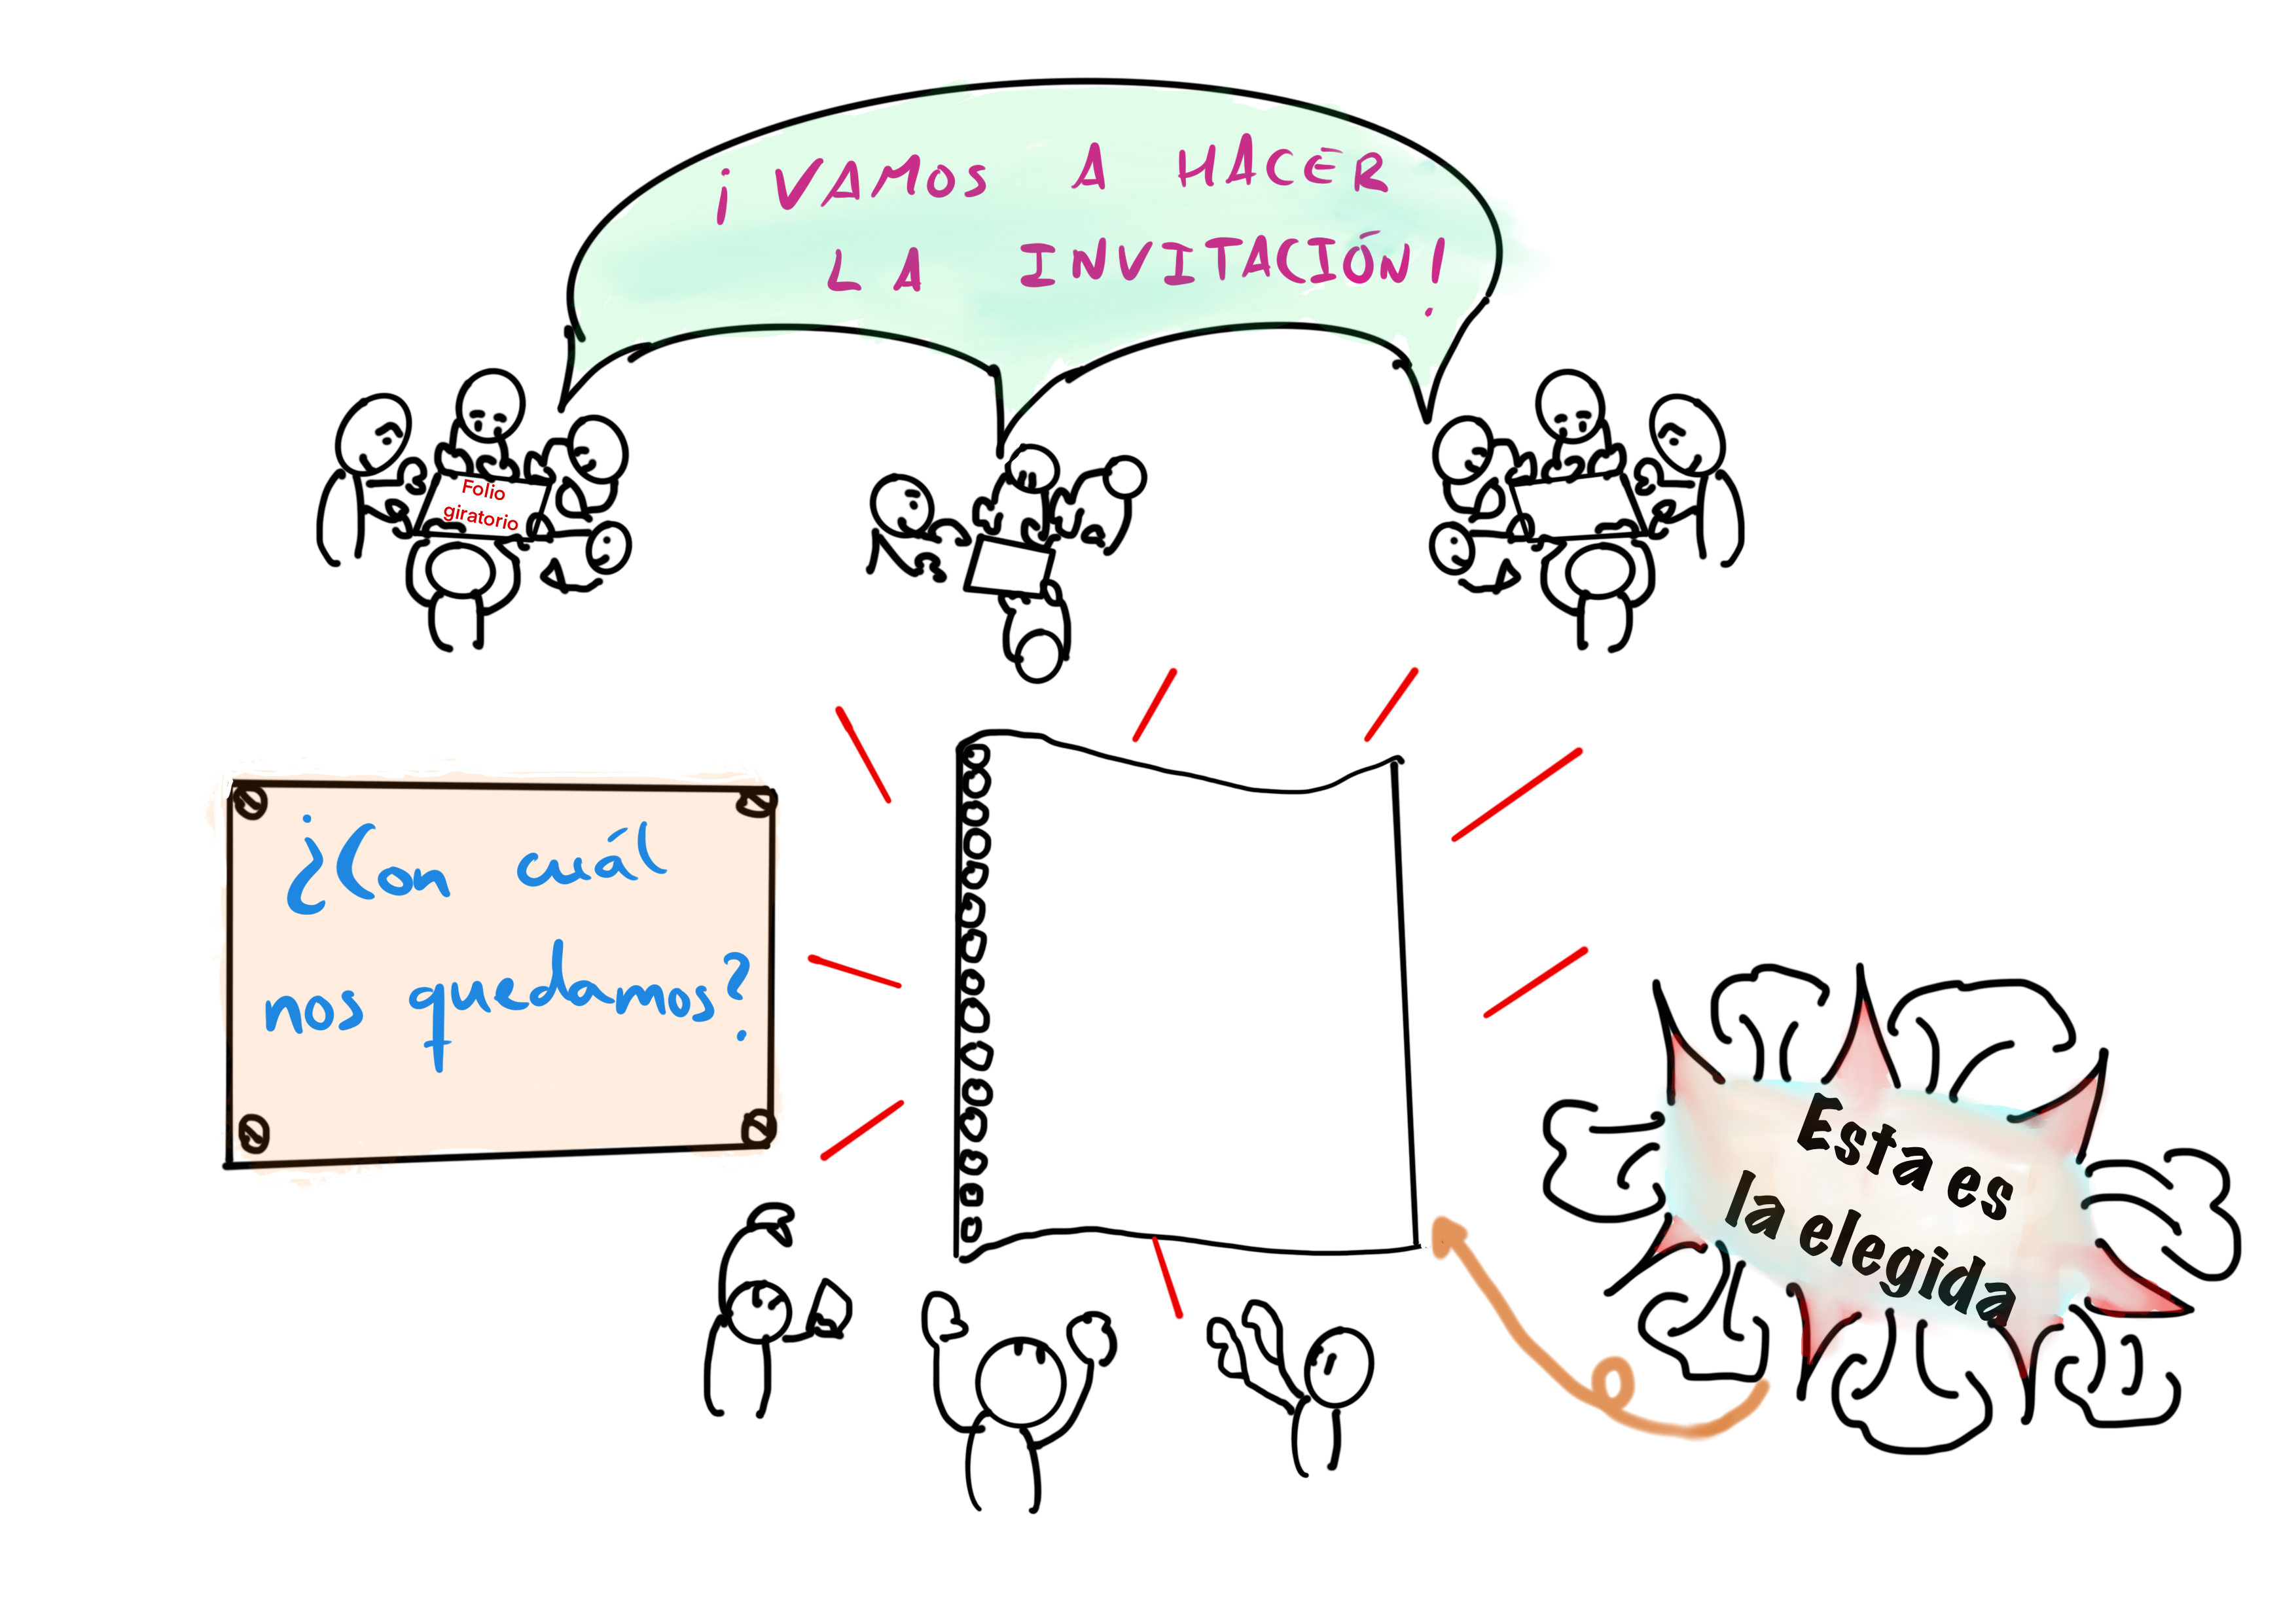 ¡VAMOS A HACER
LA INVITACIÓN!
Folio
giratorio
¿Con cuál
nos quedamos?
Esta es
la elegida